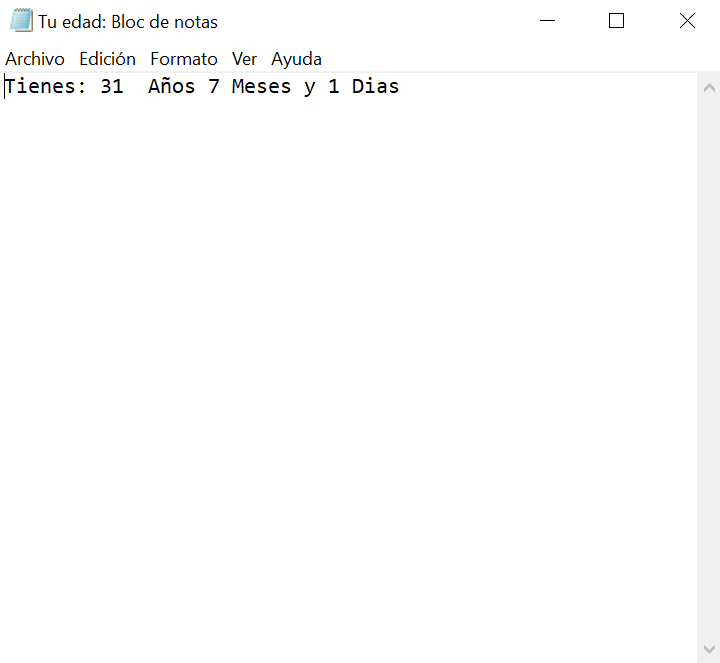 Tu edad: Bloc de notas
Archivo Edición Formato Ver Ayuda
Tienes: 31  Años 7 Meses y 1 Dias